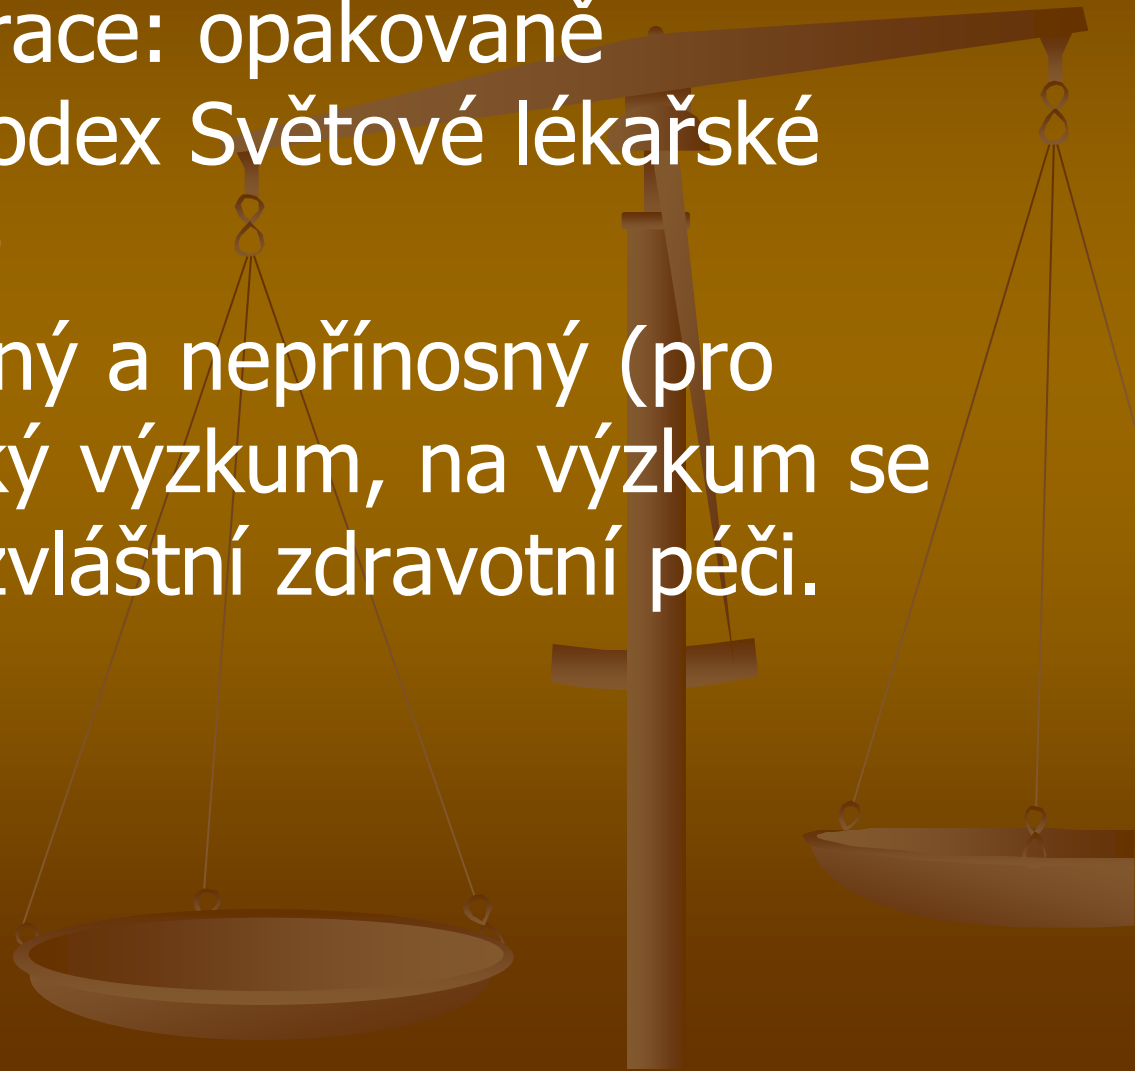 race: opakovaně
odex Světové lékařské
ný a nepřínosný (pro
ký výzkum, na výzkum se
zvláštní zdravotní péči.